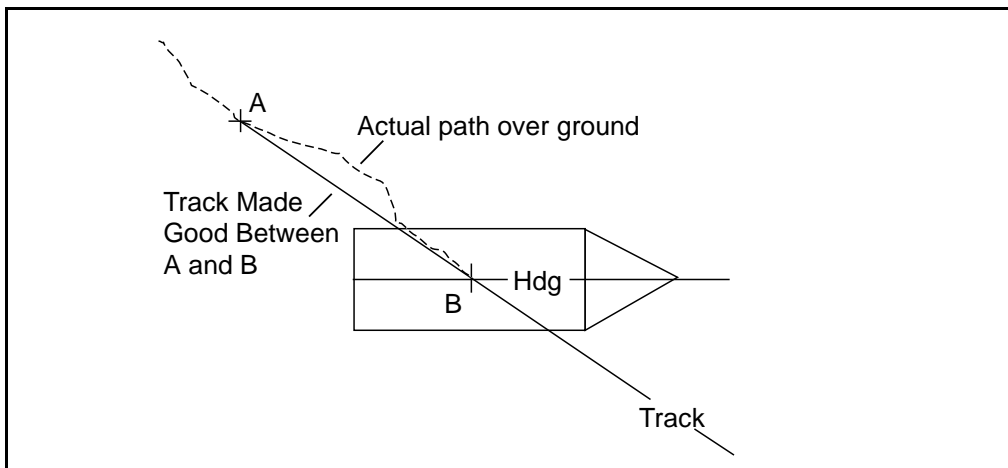 A
Actual path over ground
Track Made
Good Between
A and B
Hdg
B
Track